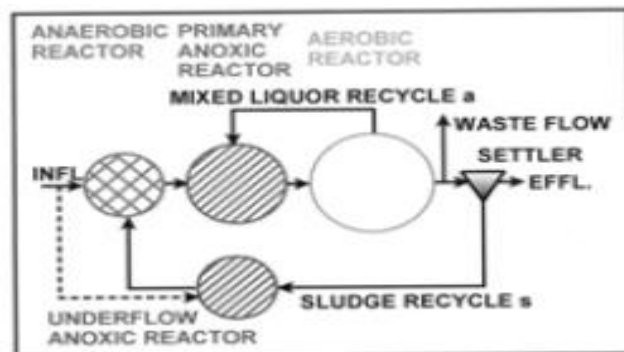 ANAEROBIC REACTOR
PRIMARY ANOXIC REACTOR
AEROBIC REACTOR
MIXED LIQUOR RECYCLE a
WASTE FLOW
SETTLER
INFL.
EFFL.
SLUDGE RECYCLE s
UNDERFLOW
ANOXIC REACTOR